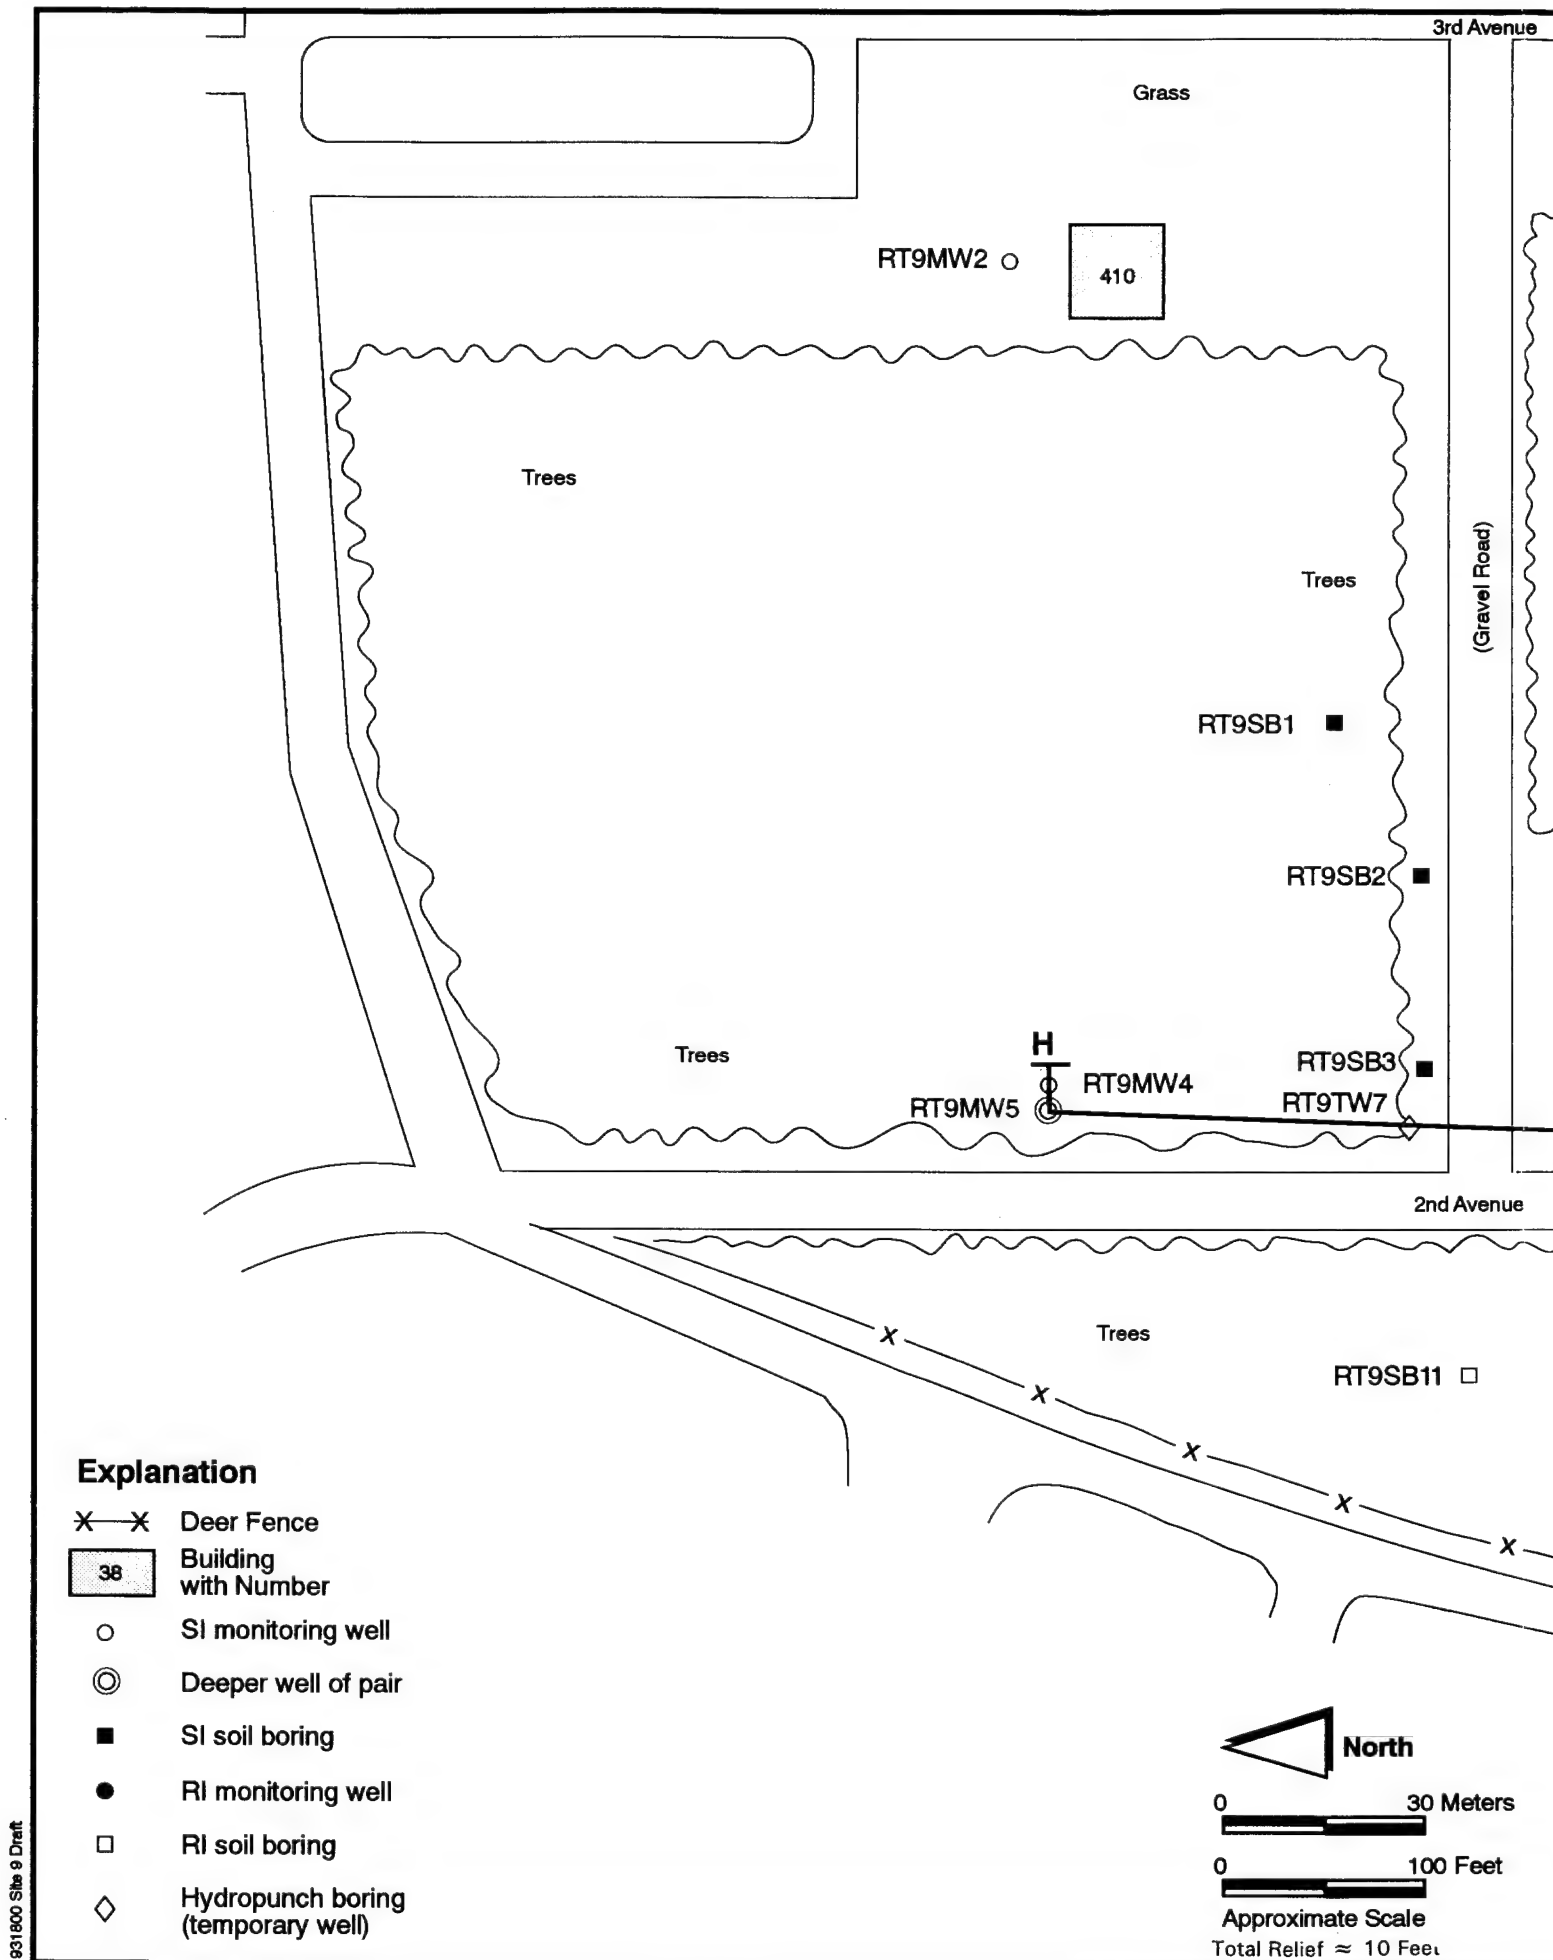 3rd Avenue
Grass
RT9MW2
410
Trees
Trees
(Gravel Road)
RT9SB1
RT9SB2
H
Trees
RT9SB3
RT9MW4
RT9MW5
RT9TW7
2nd Avenue
Trees
RT9SB11
X
X
X
X
X
Explanation
X X Deer Fence
38
Building
with Number
SI monitoring well
Deeper well of pair
SI soil boring
RI monitoring well
RI soil boring
Hydropunch boring
(temporary well)
North
0 30 Meters
0 100 Feet
Approximate Scale
Total Relief ≈ 10 Feet
931800 Site 9 Draft